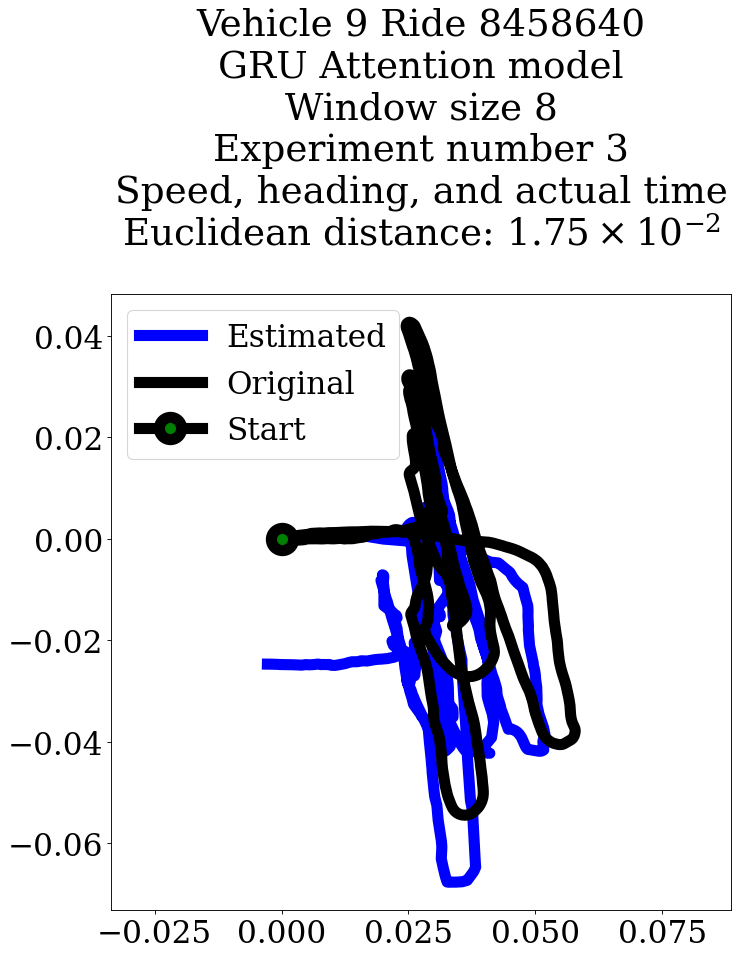 Vehicle 9 Ride 8458640
GRU Attention model
Window size 8
Experiment number 3
Speed, heading, and actual time
Euclidean distance: 1.75 × 10⁻²
Estimated
Original
Start
0.04
0.02
0.00
−0.02
−0.04
−0.06
−0.025 0.000 0.025 0.050 0.075